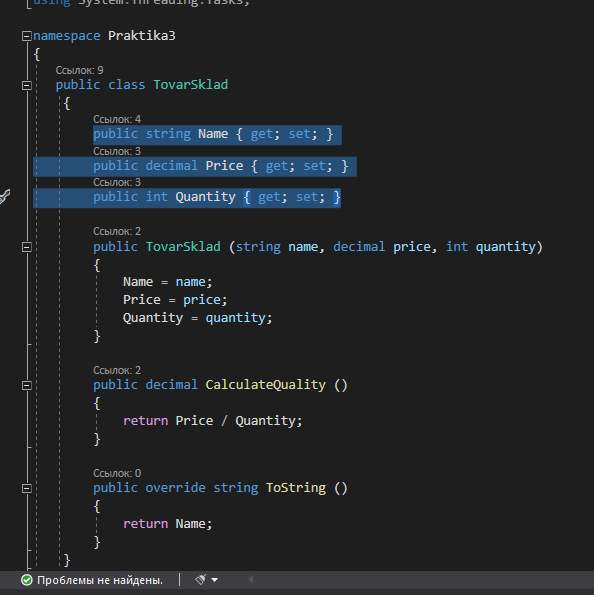 using System.Threading.Tasks;
namespace Praktika3
{
Ссылок: 9
public class TovarSklad
{
Ссылок: 4
public string Name { get; set; }
Ссылок: 3
public decimal Price { get; set; }
Ссылок: 3
public int Quantity { get; set; }
Ссылок: 2
public TovarSklad (string name, decimal price, int quantity)
{
Name = name;
Price = price;
Quantity = quantity;
}
Ссылок: 2
public decimal CalculateQuality ()
{
return Price / Quantity;
}
Ссылок: 0
public override string ToString ()
{
return Name;
}
}
Проблемы не найдены.